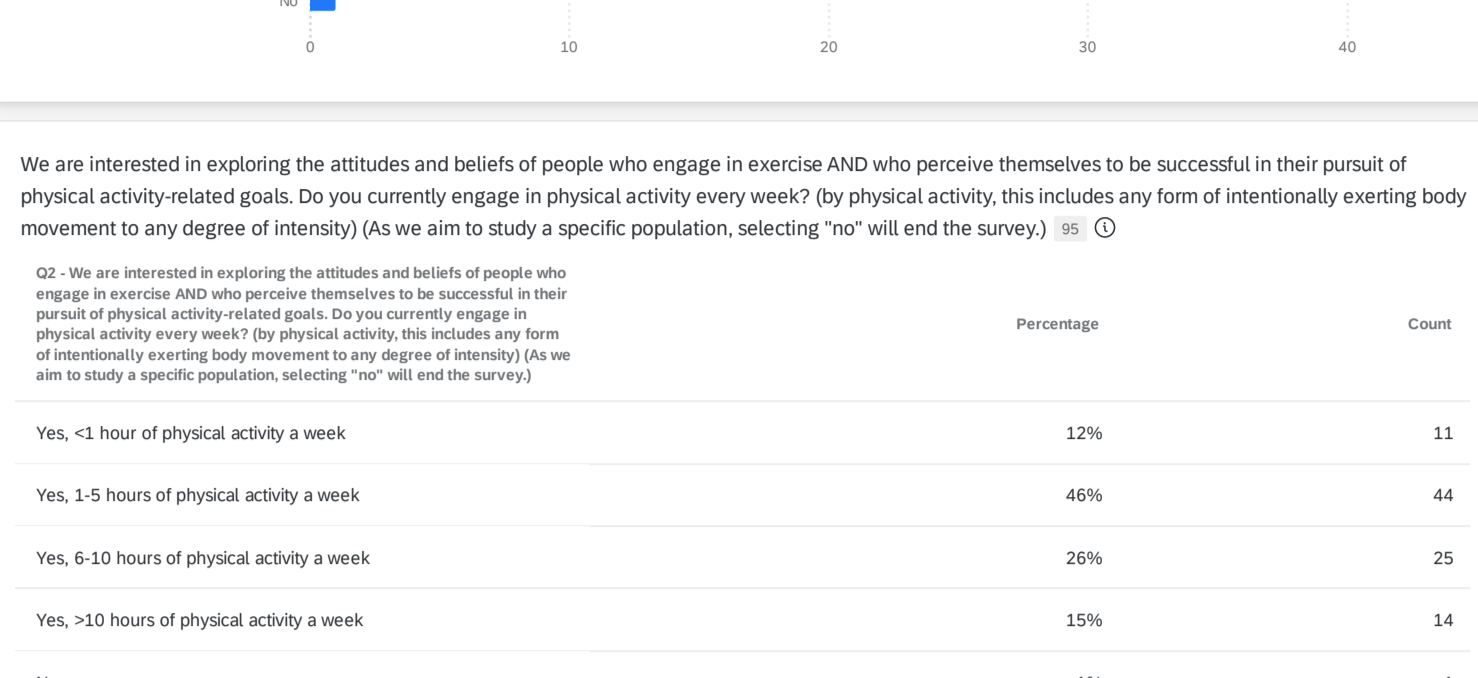 No
0 10 20 30 40
We are interested in exploring the attitudes and beliefs of people who engage in exercise AND who perceive themselves to be successful in their pursuit of
physical activity-related goals. Do you currently engage in physical activity every week? (by physical activity, this includes any form of intentionally exerting body
movement to any degree of intensity) (As we aim to study a specific population, selecting "no" will end the survey.) 95
Q2 - We are interested in exploring the attitudes and beliefs of people who
engage in exercise AND who perceive themselves to be successful in their
pursuit of physical activity-related goals. Do you currently engage in
physical activity every week? (by physical activity, this includes any form
of intentionally exerting body movement to any degree of intensity) (As we
aim to study a specific population, selecting "no" will end the survey.)
Percentage Count
Yes, <1 hour of physical activity a week 12% 11
Yes, 1-5 hours of physical activity a week 46% 44
Yes, 6-10 hours of physical activity a week 26% 25
Yes, >10 hours of physical activity a week 15% 14